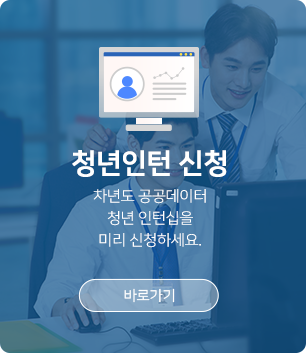 청년인턴 신청
차년도 공공데이터
청년 인턴십을
미리 신청하세요.
바로가기